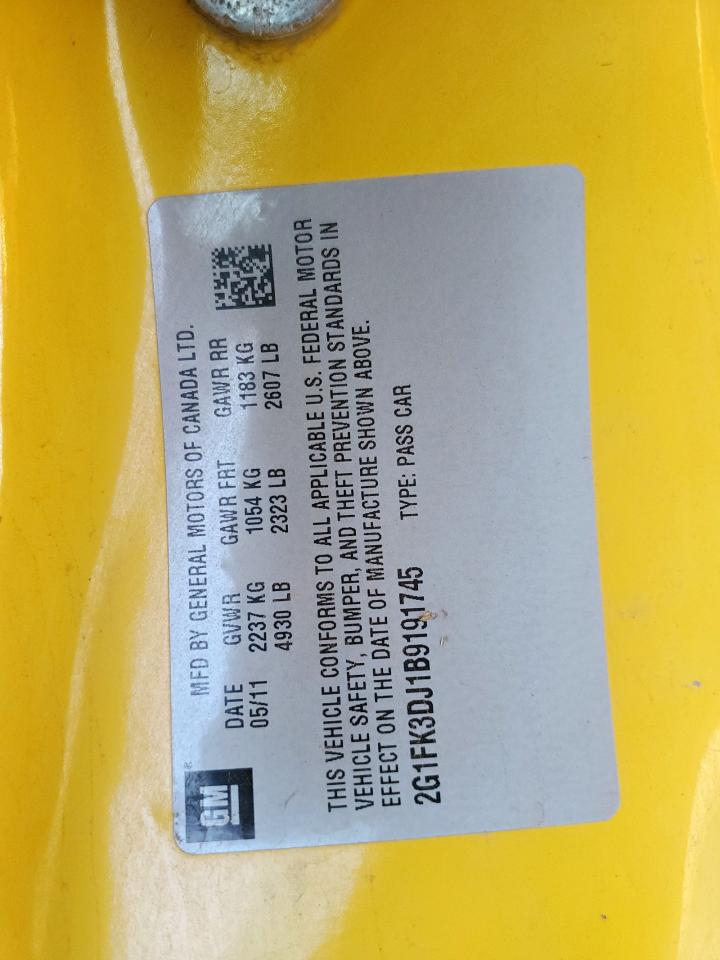 GM
MFD BY GENERAL MOTORS OF CANADA LTD.
DATE GVWR GAWR FRT GAWR RR
05/11 2237 KG 1054 KG 1183 KG
4930 LB 2323 LB 2607 LB
THIS VEHICLE CONFORMS TO ALL APPLICABLE U.S. FEDERAL MOTOR
VEHICLE SAFETY, BUMPER, AND THEFT PREVENTION STANDARDS IN
EFFECT ON THE DATE OF MANUFACTURE SHOWN ABOVE.
2G1FK3DJ1B9191745 TYPE: PASS CAR